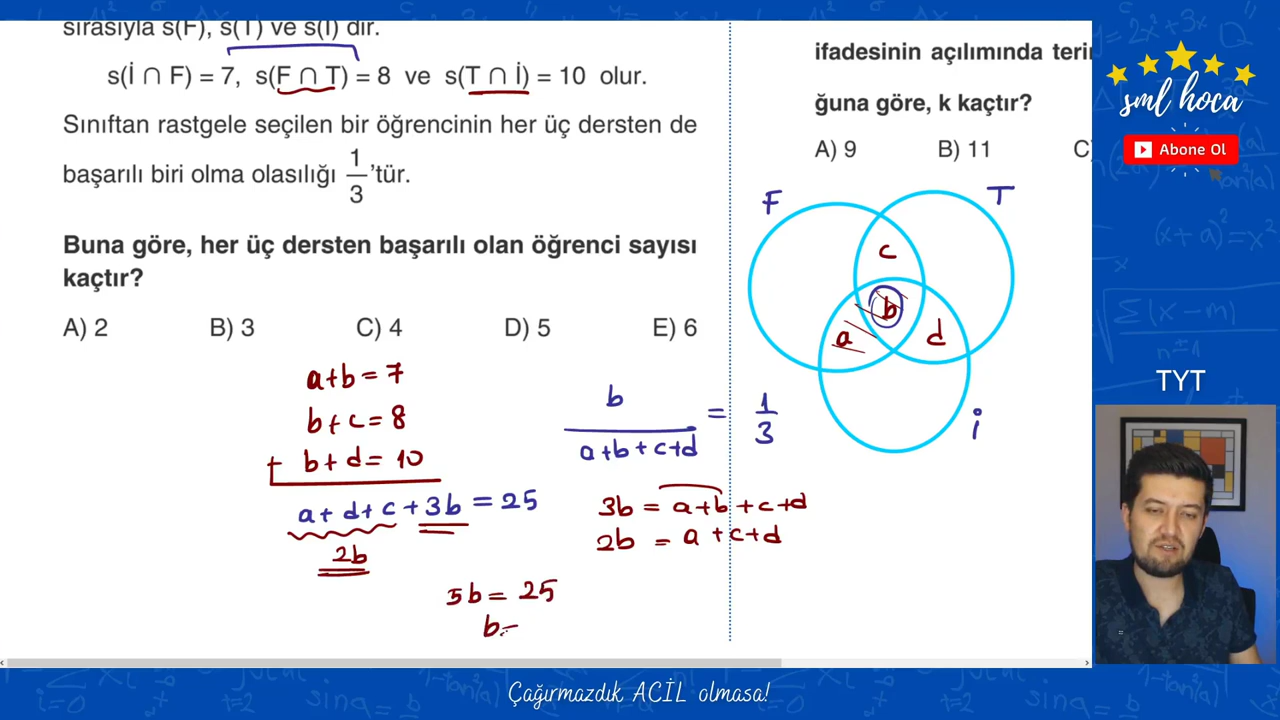 sırasıyla s(F), s(T) ve s(İ) dir.
s(İ ∩ F) = 7, s(F ∩ T) = 8 ve s(T ∩ İ) = 10 olur.
Sınıftan rastgele seçilen bir öğrencinin her üç dersten de
başarılı biri olma olasılığı 1/3 'tür.
Buna göre, her üç dersten başarılı olan öğrenci sayısı
kaçtır?
A) 2 B) 3 C) 4 D) 5 E) 6
a+b = 7
b+c = 8
+ b+d = 10
a+d+c+3b = 25
2b
b / a+b+c+d = 1/3
3b = a+b+c+d
2b = a+c+d
5b = 25
b=
ifadesinin açılımında
ğuna göre, k kaçtır?
A) 9 B) 11 C)
F
T
c
b
a
d
i
sml hoca
Abone Ol
(x+a)²=x²
TYT
Çağırmazdık ACİL olmasa!